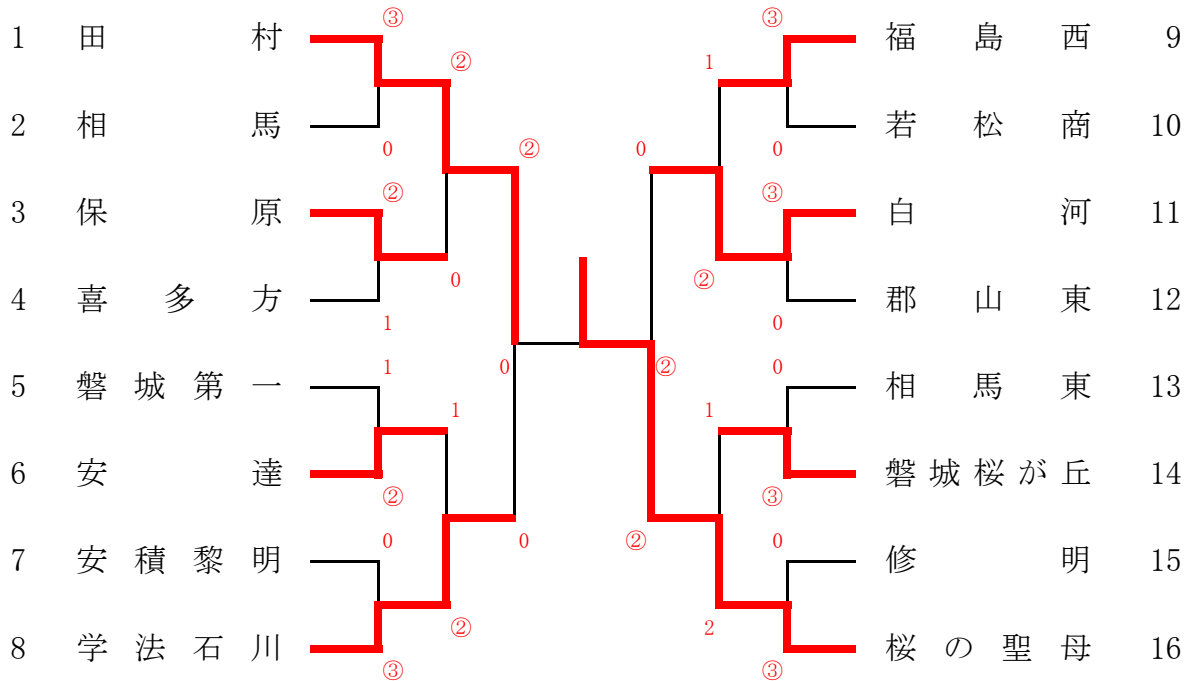 ③ ③
1 田村 福島西 9
② 1
2 相馬 若松商 10
0 ② 0 0
3 保原 ② ③ 白河 11
0 ②
4 喜多方 郡山東 12
1 0
5 磐城第一 1 0 ② 0 相馬東 13
1 1
6 安達 磐城桜が丘 14
② ③
0 0 ② 0
7 安積黎明 修明 15
② 2
8 学法石川 桜の聖母 16
③ ③